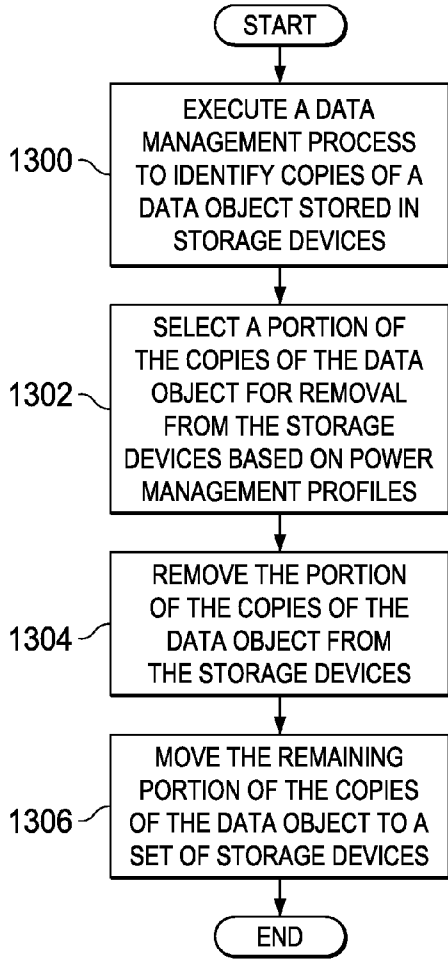 START
1300
EXECUTE A DATA
MANAGEMENT PROCESS
TO IDENTIFY COPIES OF A
DATA OBJECT STORED IN
STORAGE DEVICES
1302
SELECT A PORTION OF
THE COPIES OF THE DATA
OBJECT FOR REMOVAL
FROM THE STORAGE
DEVICES BASED ON POWER
MANAGEMENT PROFILES
1304
REMOVE THE PORTION
OF THE COPIES OF THE
DATA OBJECT FROM
THE STORAGE DEVICES
1306
MOVE THE REMAINING
PORTION OF THE COPIES
OF THE DATA OBJECT TO A
SET OF STORAGE DEVICES
END